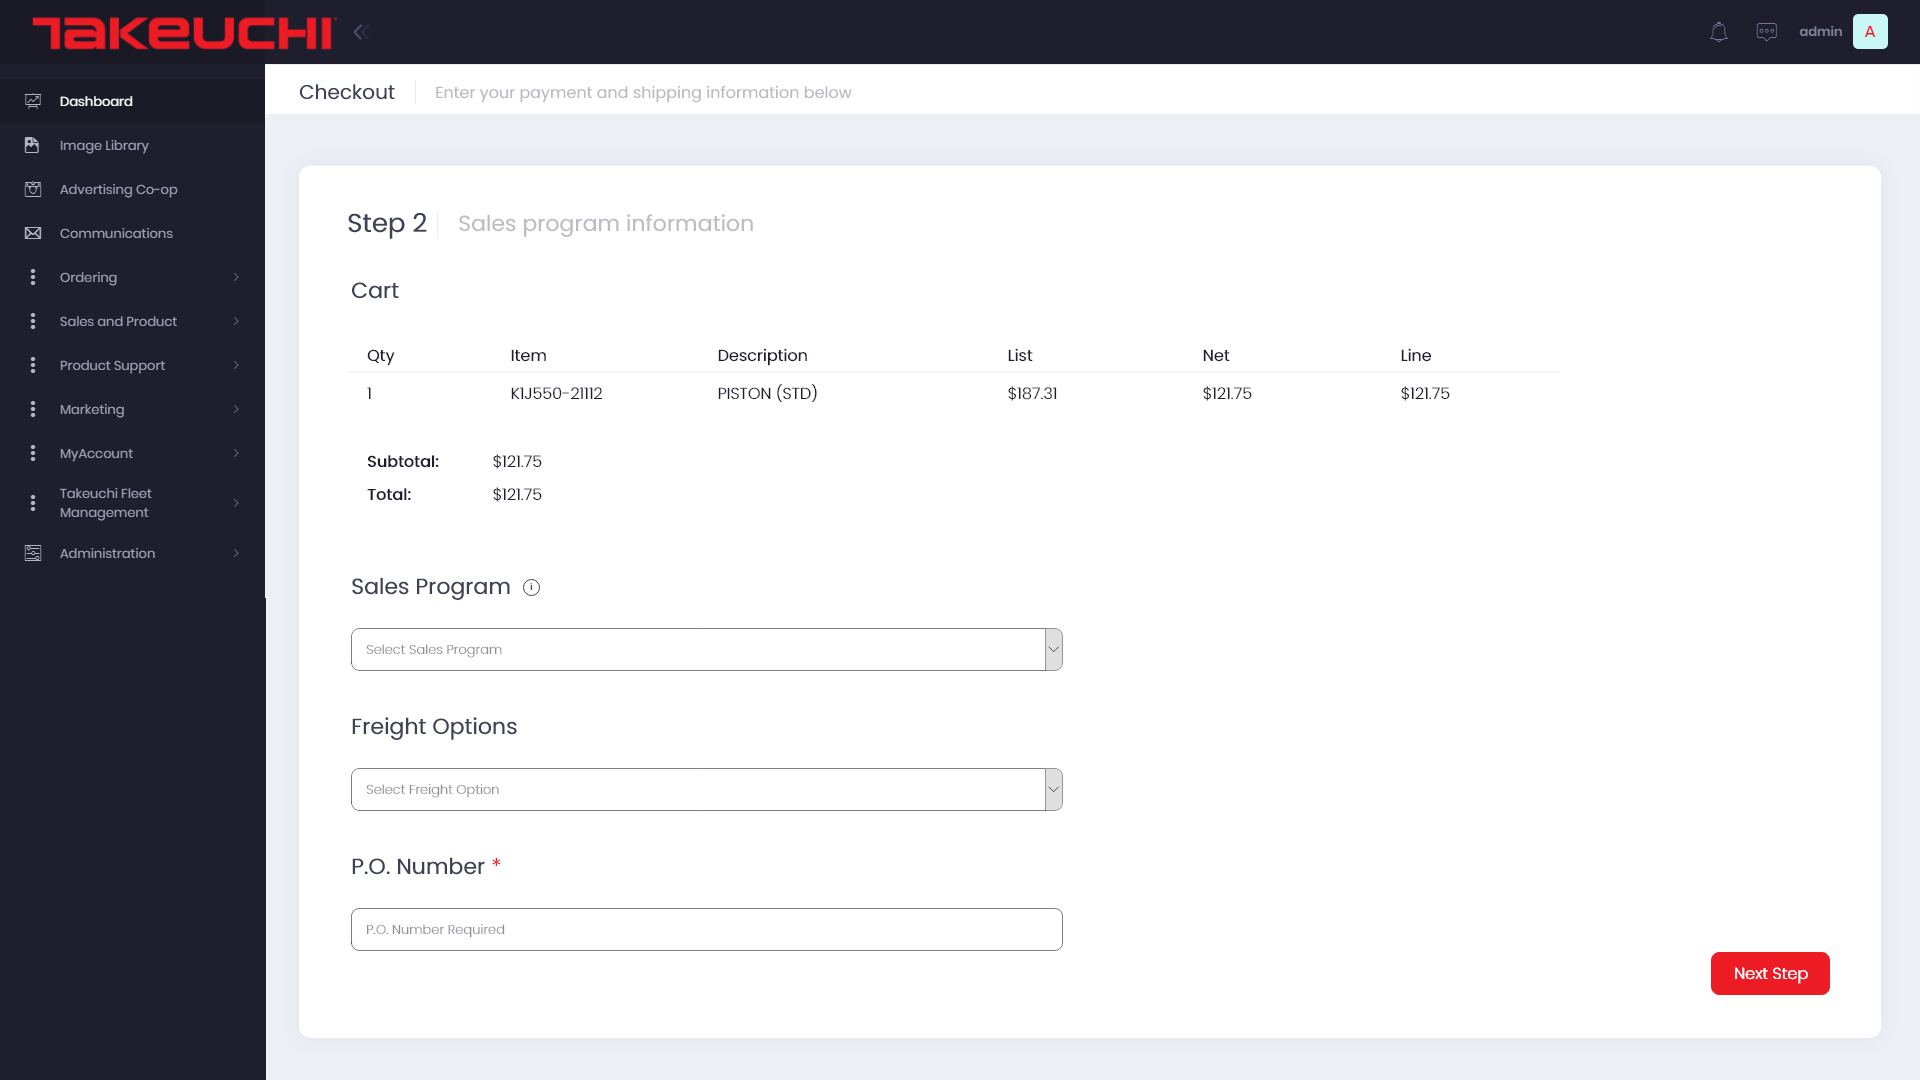 TAKEUCHI
admin
A
Checkout
Enter your payment and shipping information below
Dashboard
Image Library
Advertising Co-op
Communications
Ordering
Sales and Product
Product Support
Marketing
MyAccount
Takeuchi Fleet
Management
Administration
Step 2
Sales program information
Cart
Qty Item Description List Net Line
1 K1J550-21112 PISTON (STD) $187.31 $121.75 $121.75
Subtotal: $121.75
Total: $121.75
Sales Program
Select Sales Program
Freight Options
Select Freight Option
P.O. Number *
P.O. Number Required
Next Step